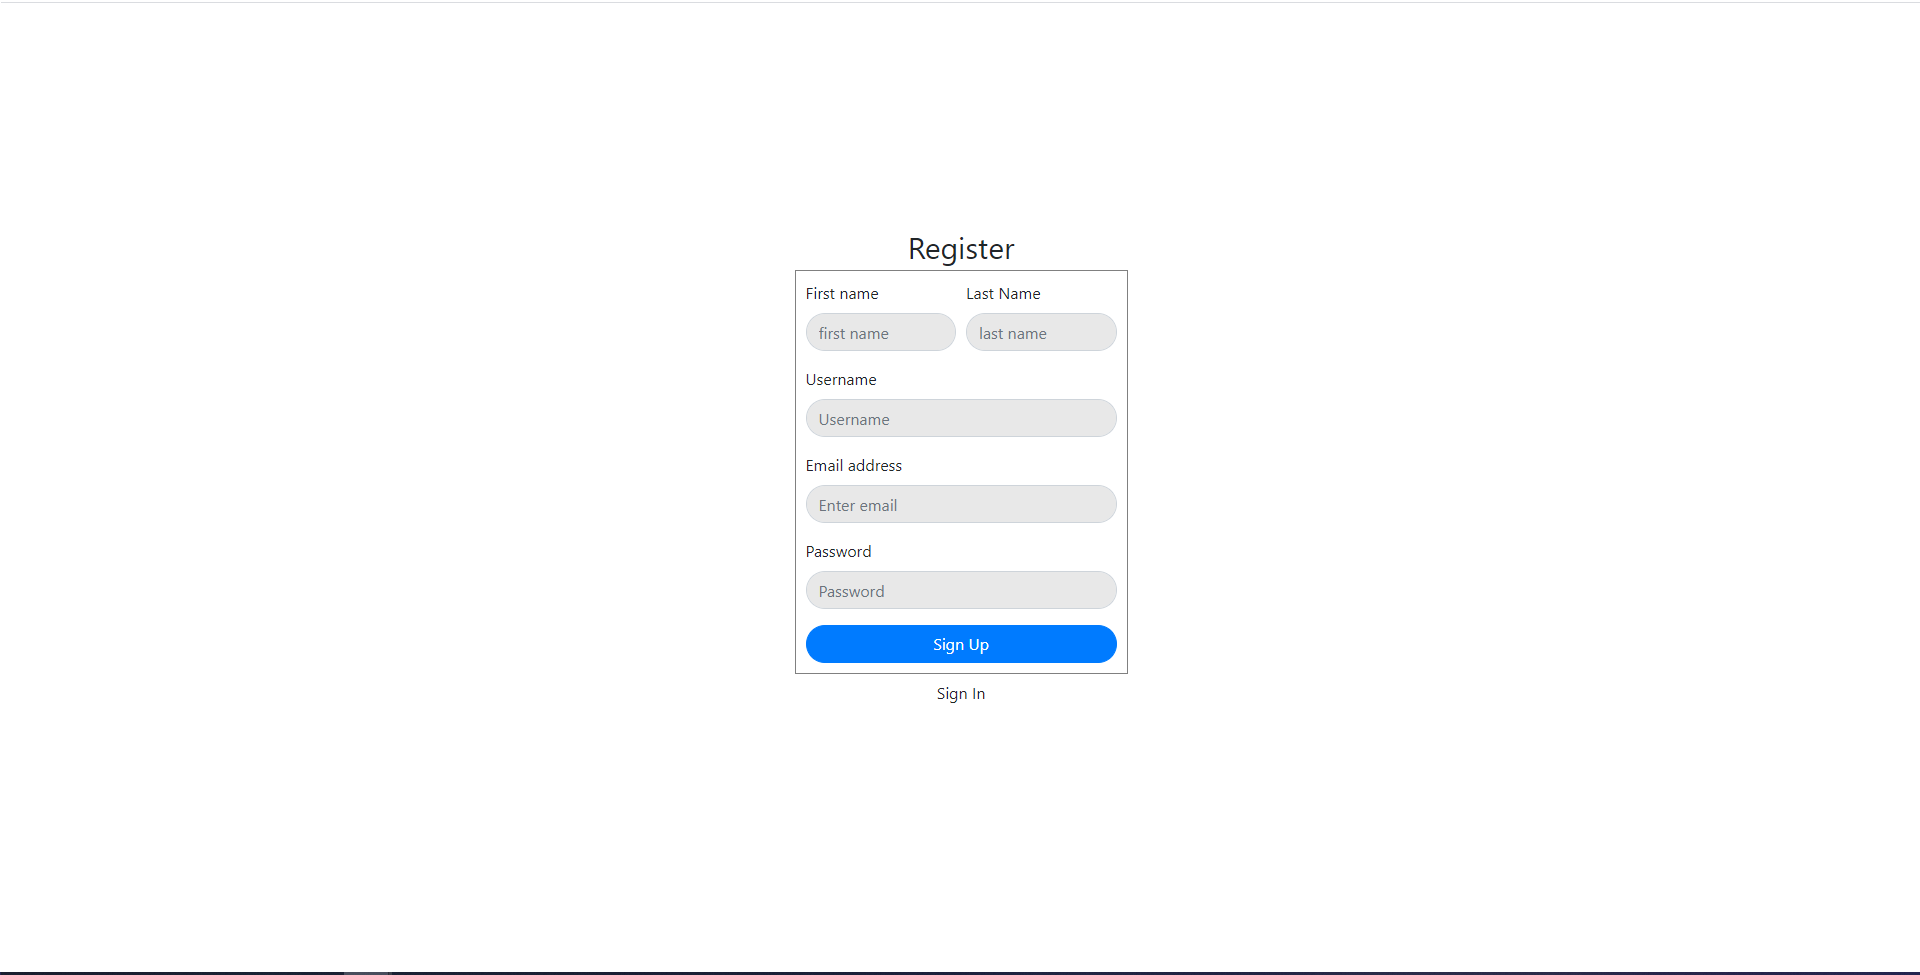 Register
First name Last Name
first name last name
Username
Username
Email address
Enter email
Password
Password
Sign Up
Sign In